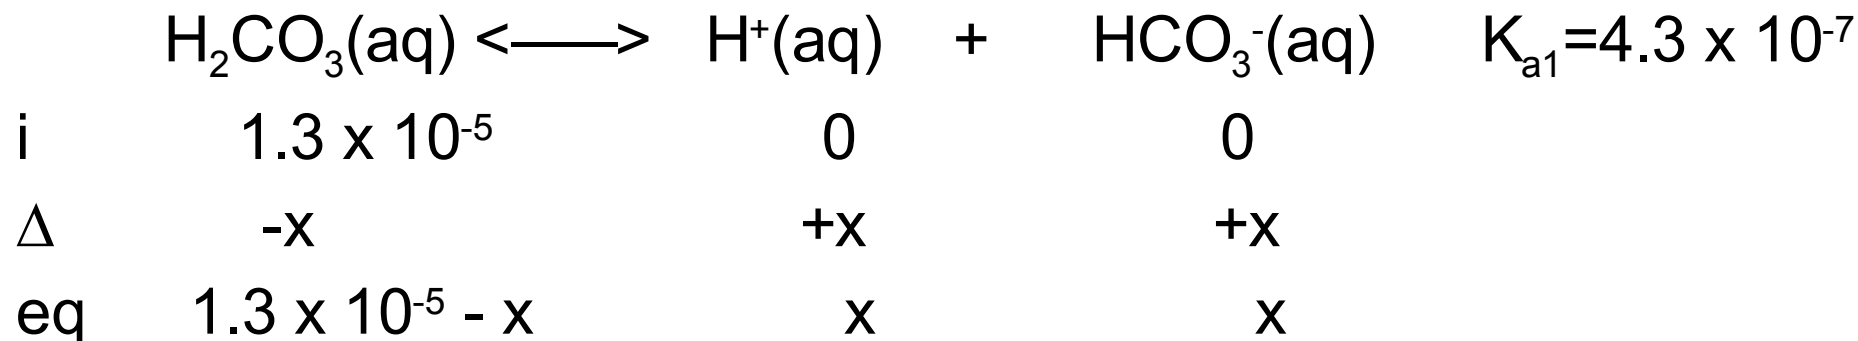 H₂CO₃(aq) <——> H⁺(aq) + HCO₃⁻(aq) Kₐ₁=4.3 x 10⁻⁷
i 1.3 x 10⁻⁵ 0 0
Δ -x +x +x
eq 1.3 x 10⁻⁵ - x x x